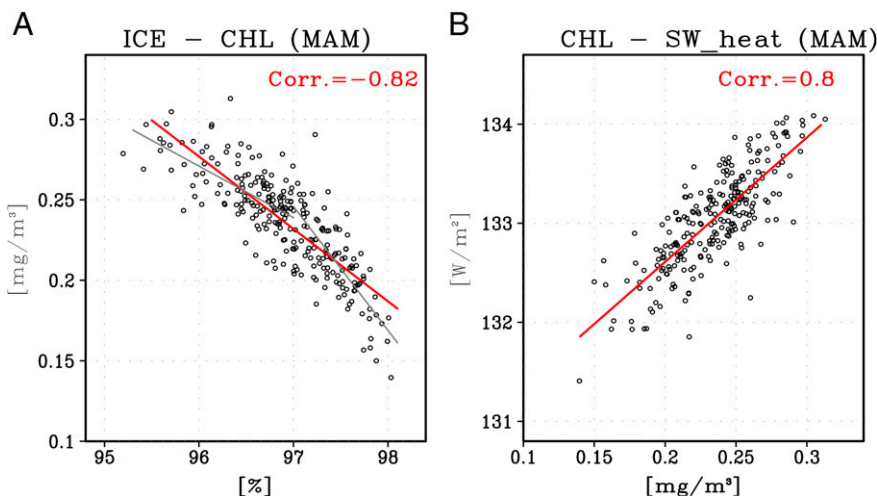 A
ICE − CHL (MAM)
Corr.=−0.82
[mg/m³]
0.3
0.25
0.2
0.15
0.1
95
96
97
98
[%]
B
CHL − SW_heat (MAM)
Corr.=0.8
[W/m²]
134
133
132
131
0.1
0.15
0.2
0.25
0.3
[mg/m³]